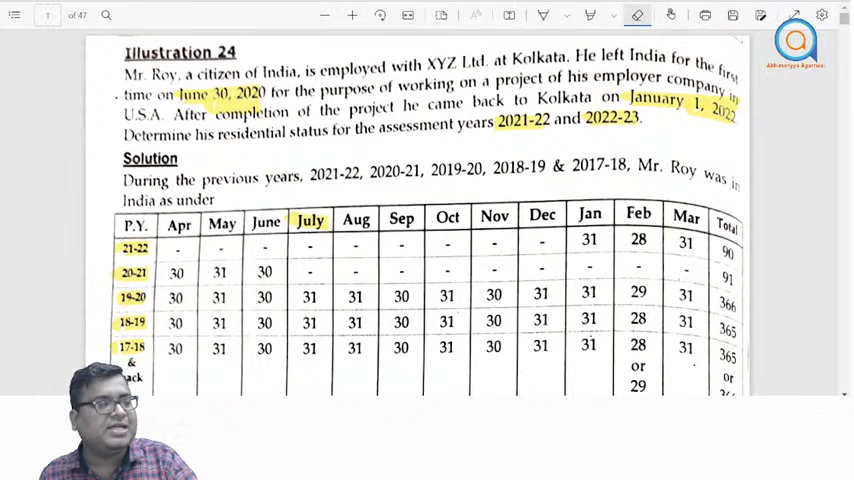 1 of 47
Abhimanyyu Agarrwal
Illustration 24
Mr. Roy, a citizen of India, is employed with XYZ Ltd. at Kolkata. He left India for the first
time on June 30, 2020 for the purpose of working on a project of his employer company in
U.S.A. After completion of the project he came back to Kolkata on January 1, 2022.
Determine his residential status for the assessment years 2021-22 and 2022-23.
Solution
During the previous years, 2021-22, 2020-21, 2019-20, 2018-19 & 2017-18, Mr. Roy was in
India as under
P.Y. Apr May June July Aug Sep Oct Nov Dec Jan Feb Mar Total
21-22 - - - - - - - - - 31 28 31 90
20-21 30 31 30 - - - - - - - - - 91
19-20 30 31 30 31 31 30 31 30 31 31 29 31 366
18-19 30 31 30 31 31 30 31 30 31 31 28 31 365
17-18 30 31 30 31 31 30 31 30 31 31 28 31 365
& or or
29